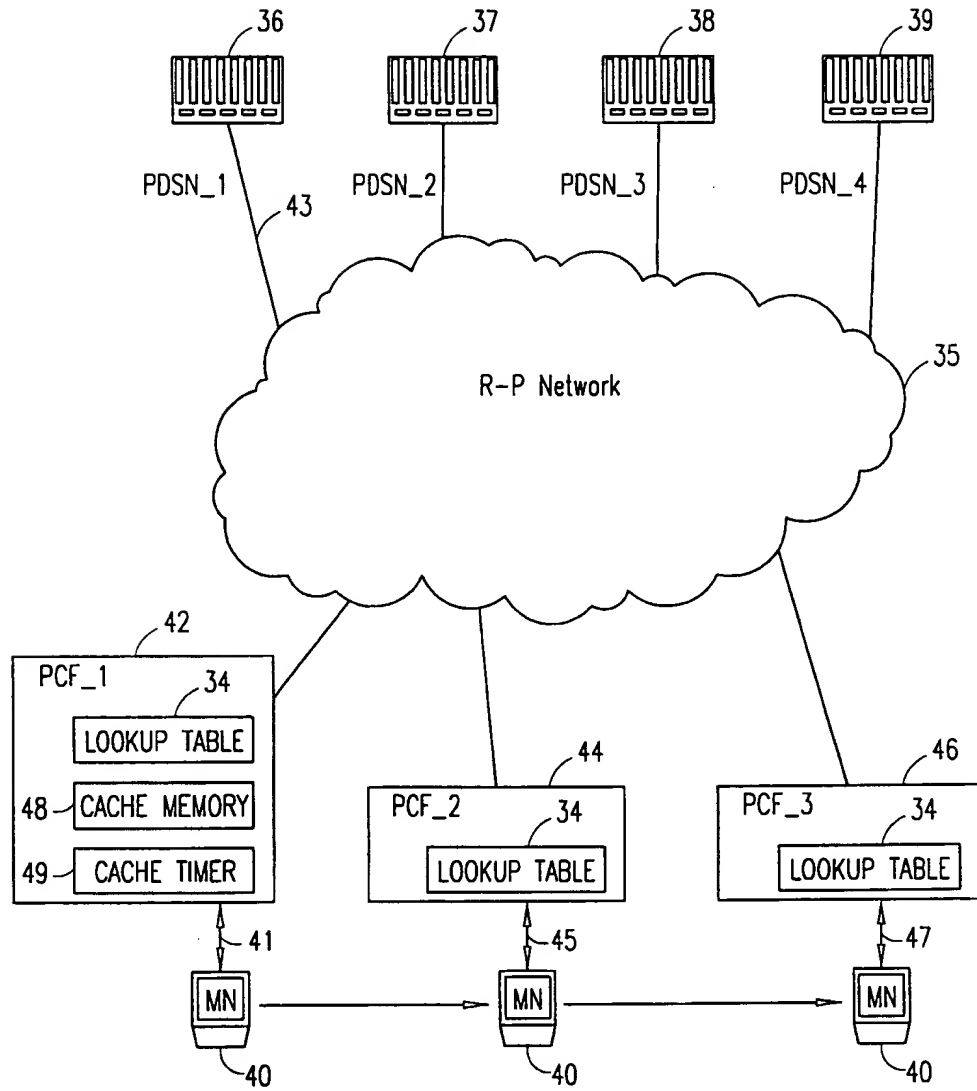 36 37 38 39
PDSN_1 PDSN_2 PDSN_3 PDSN_4
43
35
R-P Network
42
PCF_1
34
LOOKUP TABLE
48 CACHE MEMORY
49 CACHE TIMER
44
PCF_2
34
LOOKUP TABLE
46
PCF_3
34
LOOKUP TABLE
41 45 47
MN MN MN
40 40 40